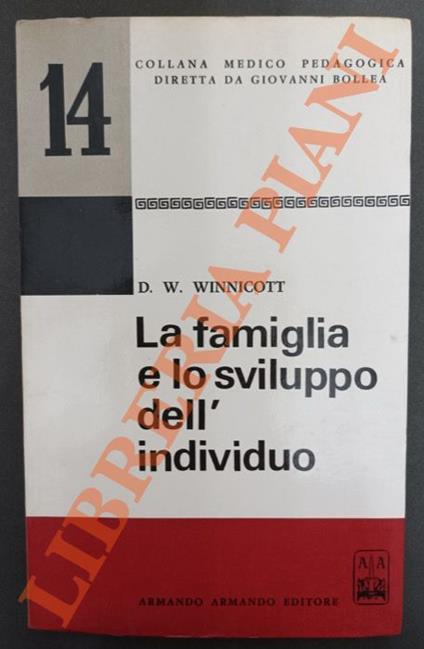 14
COLLANA MEDICO PEDAGOGICA
DIRETTA DA GIOVANNI BOLLEA
D. W. WINNICOTT
La famiglia
e lo sviluppo
dell'
individuo
A A
ARMANDO ARMANDO EDITORE
LIBRERIA PIANI